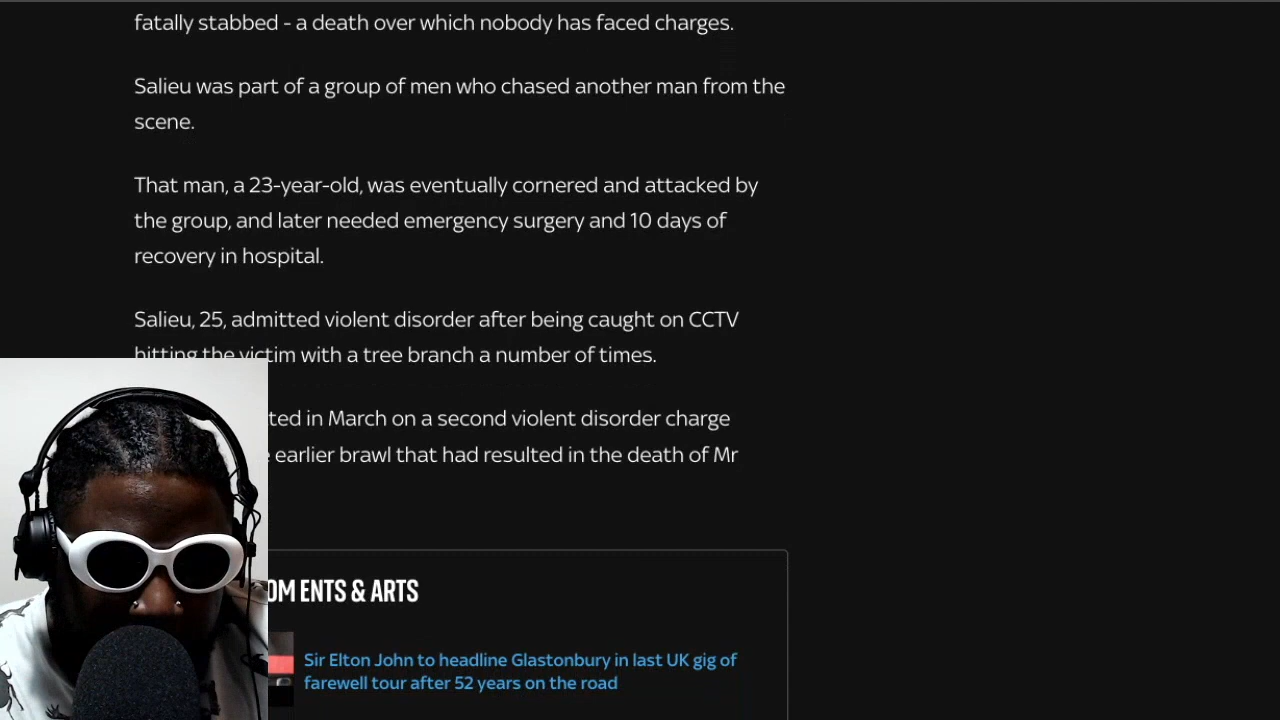 fatally stabbed - a death over which nobody has faced charges.
Salieu was part of a group of men who chased another man from the
scene.
That man, a 23-year-old, was eventually cornered and attacked by
the group, and later needed emergency surgery and 10 days of
recovery in hospital.
Salieu, 25, admitted violent disorder after being caught on CCTV
hitting the victim with a tree branch a number of times.
ted in March on a second violent disorder charge
earlier brawl that had resulted in the death of Mr
OM ENTS & ARTS
Sir Elton John to headline Glastonbury in last UK gig of
farewell tour after 52 years on the road